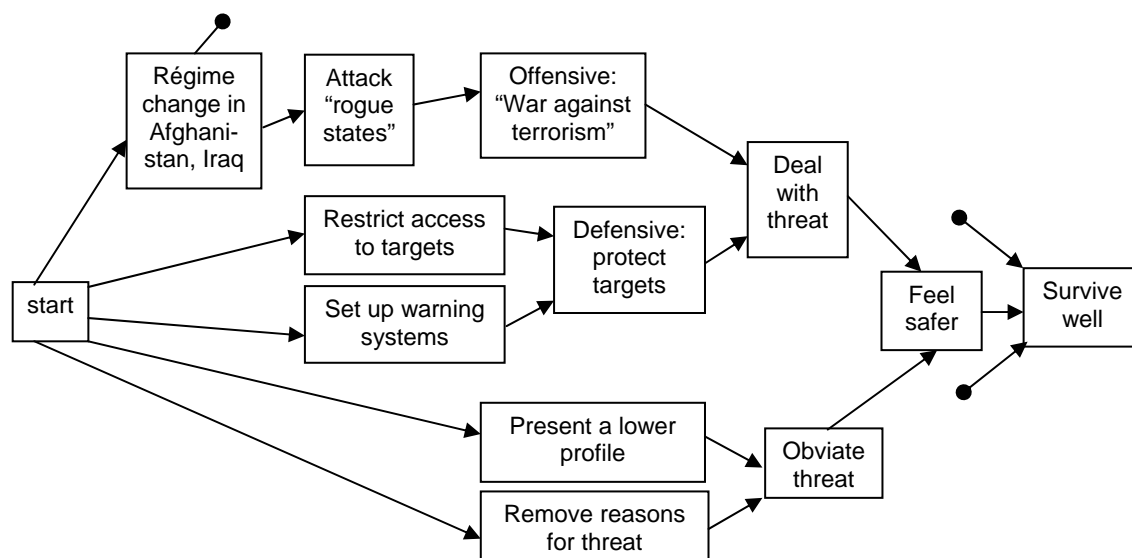 Régime
change in
Afghani-
stan, Iraq
Attack
“rogue
states”
Offensive:
“War against
terrorism”
Deal
with
threat
Restrict access
to targets
Defensive:
protect
targets
start
Set up warning
systems
Feel
safer
Survive
well
Present a lower
profile
Obviate
threat
Remove reasons
for threat